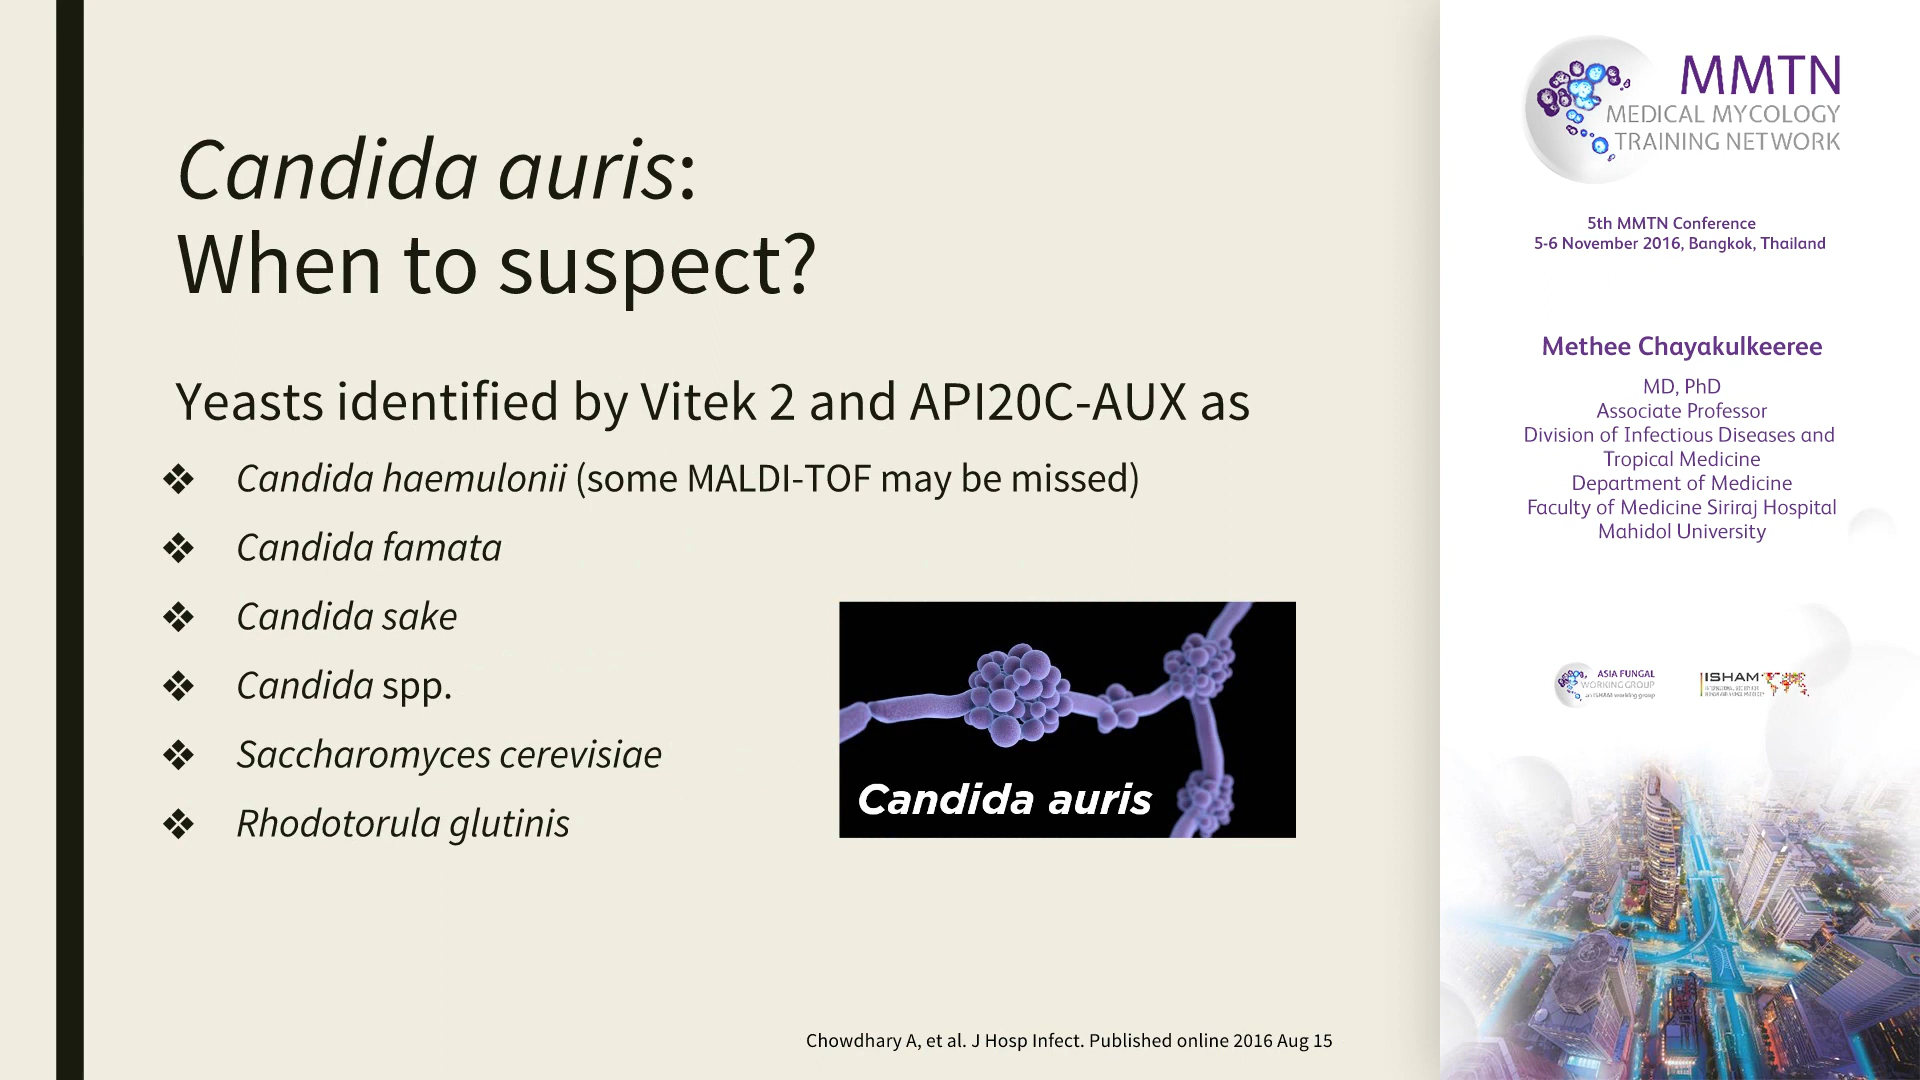 Candida auris:
When to suspect?
Yeasts identified by Vitek 2 and API20C-AUX as
❖ Candida haemulonii (some MALDI-TOF may be missed)
❖ Candida famata
❖ Candida sake
❖ Candida spp.
❖ Saccharomyces cerevisiae
❖ Rhodotorula glutinis
Candida auris
Chowdhary A, et al. J Hosp Infect. Published online 2016 Aug 15
MMTN
MEDICAL MYCOLOGY
TRAINING NETWORK
5th MMTN Conference
5-6 November 2016, Bangkok, Thailand
Methee Chayakulkeeree
MD, PhD
Associate Professor
Division of Infectious Diseases and
Tropical Medicine
Department of Medicine
Faculty of Medicine Siriraj Hospital
Mahidol University
ASIA FUNGAL
WORKING GROUP
an ISHAM working group
ISHAM